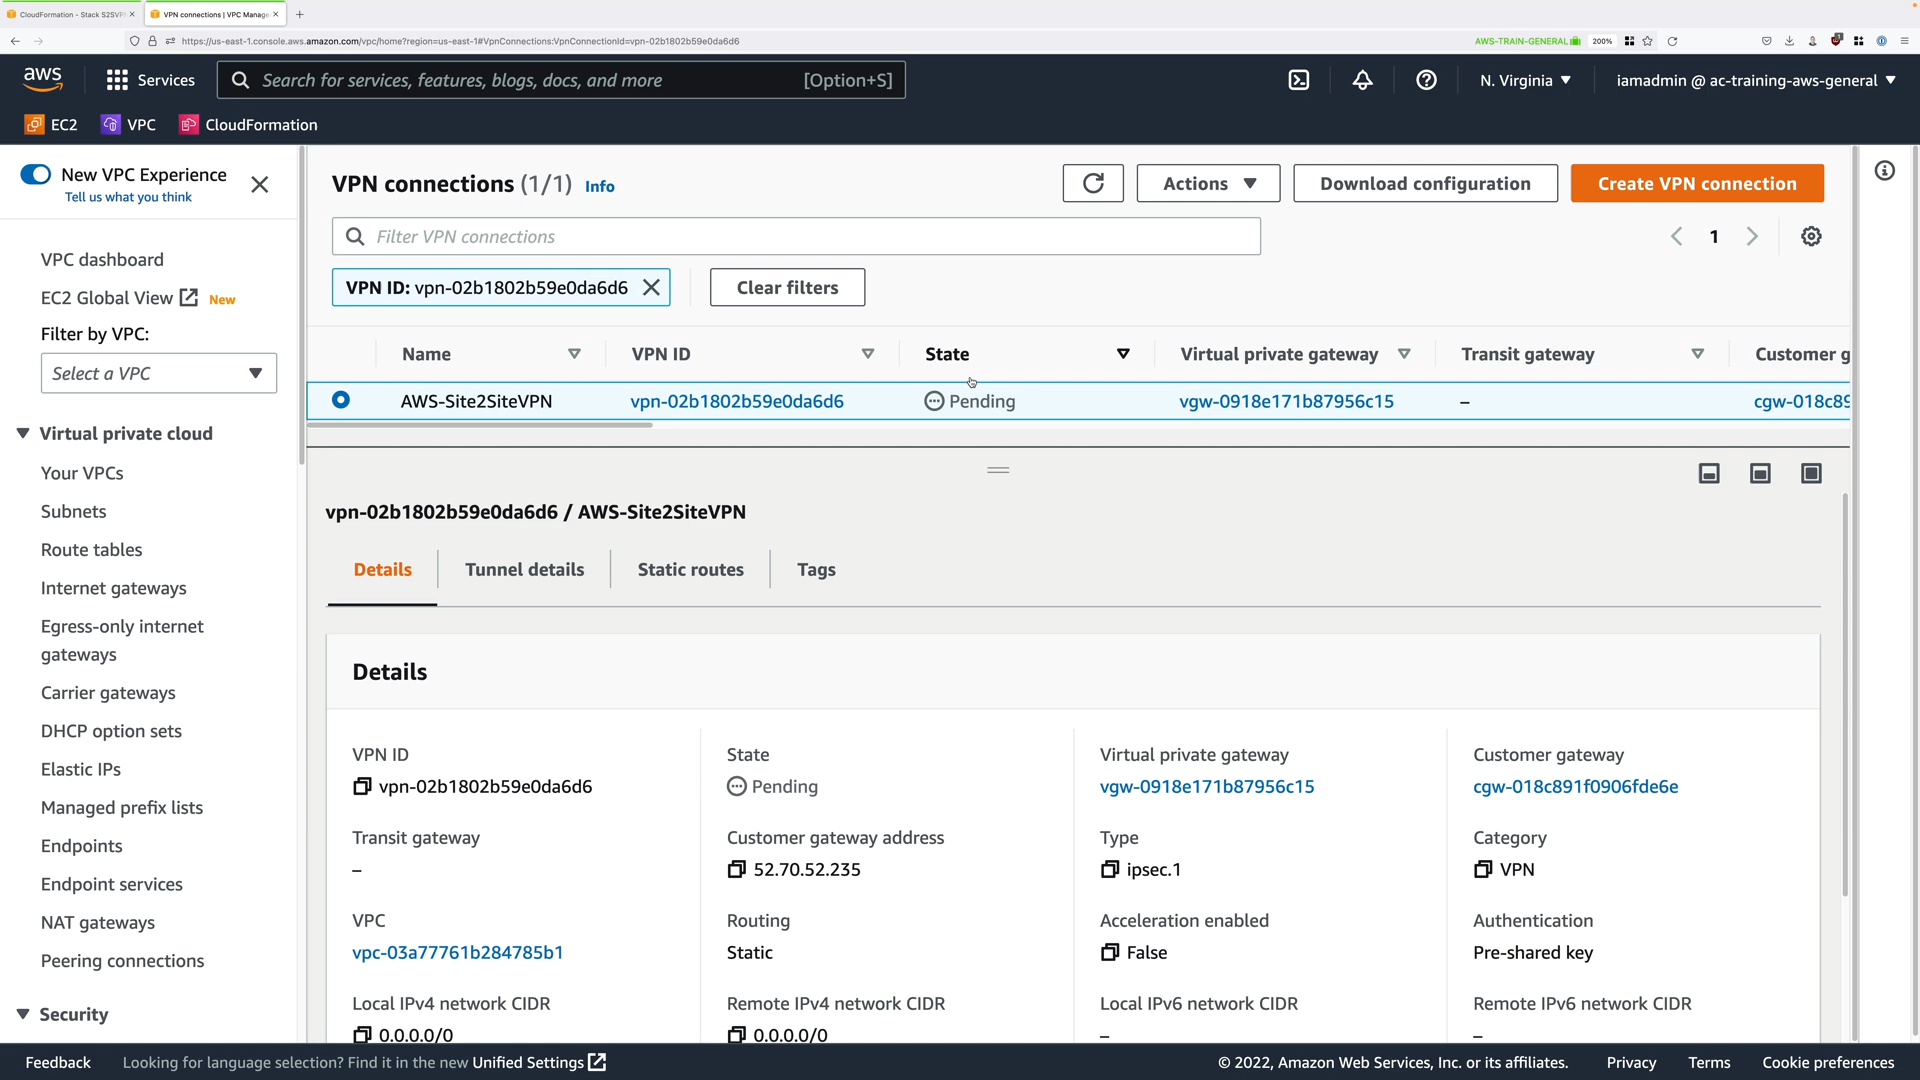 CloudFormation - Stack S2SVP
VPN connections | VPC Manag
https://us-east-1.console.aws.amazon.com/vpc/home?region=us-east-1#VpnConnections:VpnConnectionId=vpn-02b1802b59e0da6d6
AWS-TRAIN-GENERAL
200%
aws
Services
Search for services, features, blogs, docs, and more
[Option+S]
N. Virginia
iamadmin @ ac-training-aws-general
EC2
VPC
CloudFormation
New VPC Experience
Tell us what you think
VPC dashboard
EC2 Global View New
Filter by VPC:
Select a VPC
Virtual private cloud
Your VPCs
Subnets
Route tables
Internet gateways
Egress-only internet
gateways
Carrier gateways
DHCP option sets
Elastic IPs
Managed prefix lists
Endpoints
Endpoint services
NAT gateways
Peering connections
Security
VPN connections (1/1) Info
Actions
Download configuration
Create VPN connection
Filter VPN connections
1
VPN ID: vpn-02b1802b59e0da6d6
Clear filters
Name VPN ID State Virtual private gateway Transit gateway Customer g
AWS-Site2SiteVPN vpn-02b1802b59e0da6d6 Pending vgw-0918e171b87956c15 – cgw-018c89
vpn-02b1802b59e0da6d6 / AWS-Site2SiteVPN
Details Tunnel details Static routes Tags
Details
VPN ID State Virtual private gateway Customer gateway
vpn-02b1802b59e0da6d6 Pending vgw-0918e171b87956c15 cgw-018c891f0906fde6e
Transit gateway Customer gateway address Type Category
– 52.70.52.235 ipsec.1 VPN
VPC Routing Acceleration enabled Authentication
vpc-03a77761b284785b1 Static False Pre-shared key
Local IPv4 network CIDR Remote IPv4 network CIDR Local IPv6 network CIDR Remote IPv6 network CIDR
0.0.0.0/0 0.0.0.0/0 – –
Feedback Looking for language selection? Find it in the new Unified Settings © 2022, Amazon Web Services, Inc. or its affiliates. Privacy Terms Cookie preferences